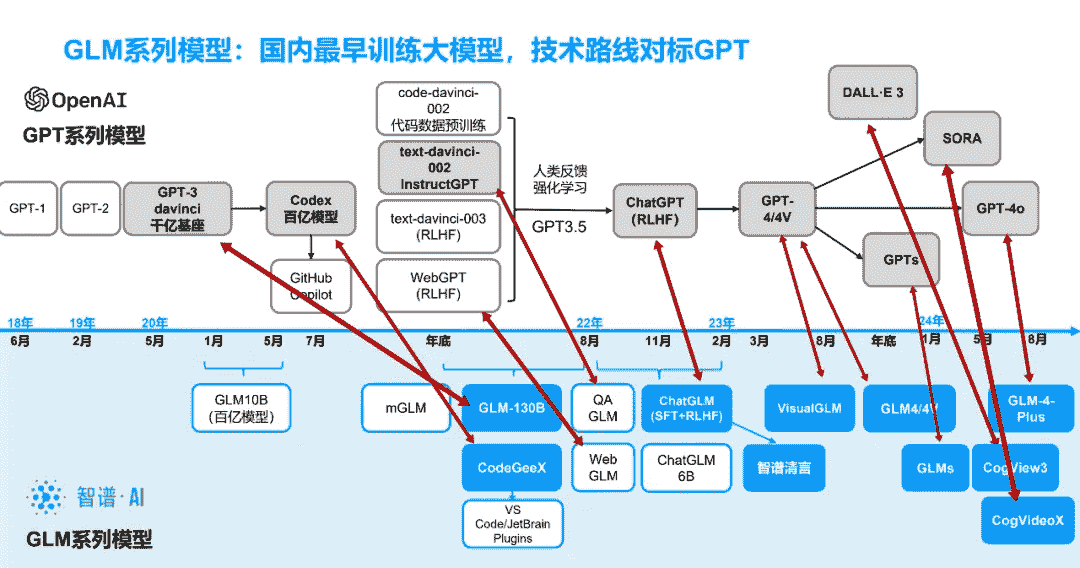 GLM系列模型：国内最早训练大模型，技术路线对标GPT
OpenAI
GPT系列模型
GPT-1
GPT-2
GPT-3
davinci
千亿基座
Codex
百亿模型
GitHub
Copilot
code-davinci-
002
代码数据预训练
text-davinci-
002
InstructGPT
text-davinci-003
(RLHF)
WebGPT
(RLHF)
人类反馈
强化学习
GPT3.5
ChatGPT
(RLHF)
GPT-
4/4V
DALL·E 3
SORA
GPT-4o
GPTs
18年
19年
20年
22年
23年
24年
6月
2月
5月
1月
5月
7月
年底
8月
11月
2月
3月
8月
年底
1月
5月
8月
GLM10B
(百亿模型)
mGLM
GLM-130B
QA
GLM
ChatGLM
(SFT+RLHF)
VisualGLM
GLM4/4V
GLM-4-
Plus
CodeGeeX
Web
GLM
ChatGLM
6B
智谱清言
GLMs
CogView3
VS
Code/JetBrain
Plugins
CogVideoX
智谱·AI
GLM系列模型